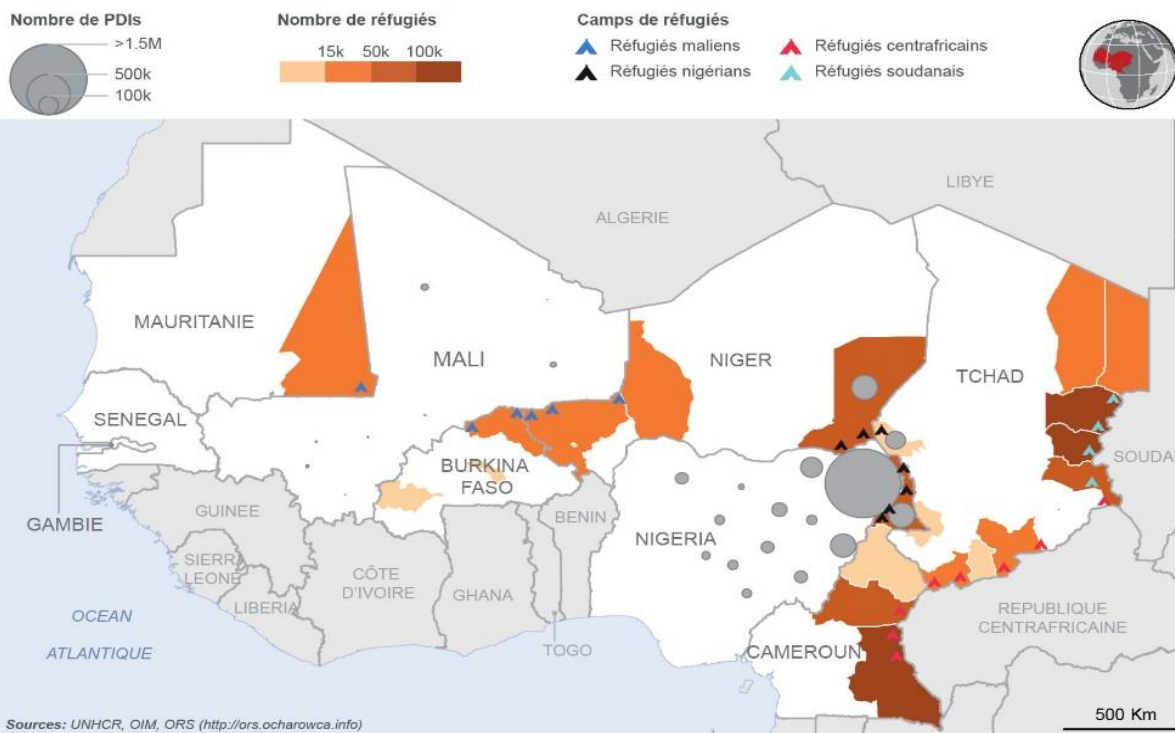 Nombre de PDIs
>1.5M
500k
100k
Nombre de réfugiés
15k 50k 100k
Camps de réfugiés
Réfugiés maliens
Réfugiés centrafricains
Réfugiés nigérians
Réfugiés soudanais
LIBYE
ALGERIE
MAURITANIE
MALI
NIGER
TCHAD
SENEGAL
BURKINA
FASO
SOUDA
GAMBIE
GUINEE
BENIN
NIGERIA
SIERRA
LEONE
CÔTE
D'IVOIRE
GHANA
LIBERIA
REPUBLIQUE
CENTRAFRICAINE
OCEAN
ATLANTIQUE
TOGO
CAMEROUN
500 Km
Sources: UNHCR, OIM, ORS (http://ors.ocharowca.info)